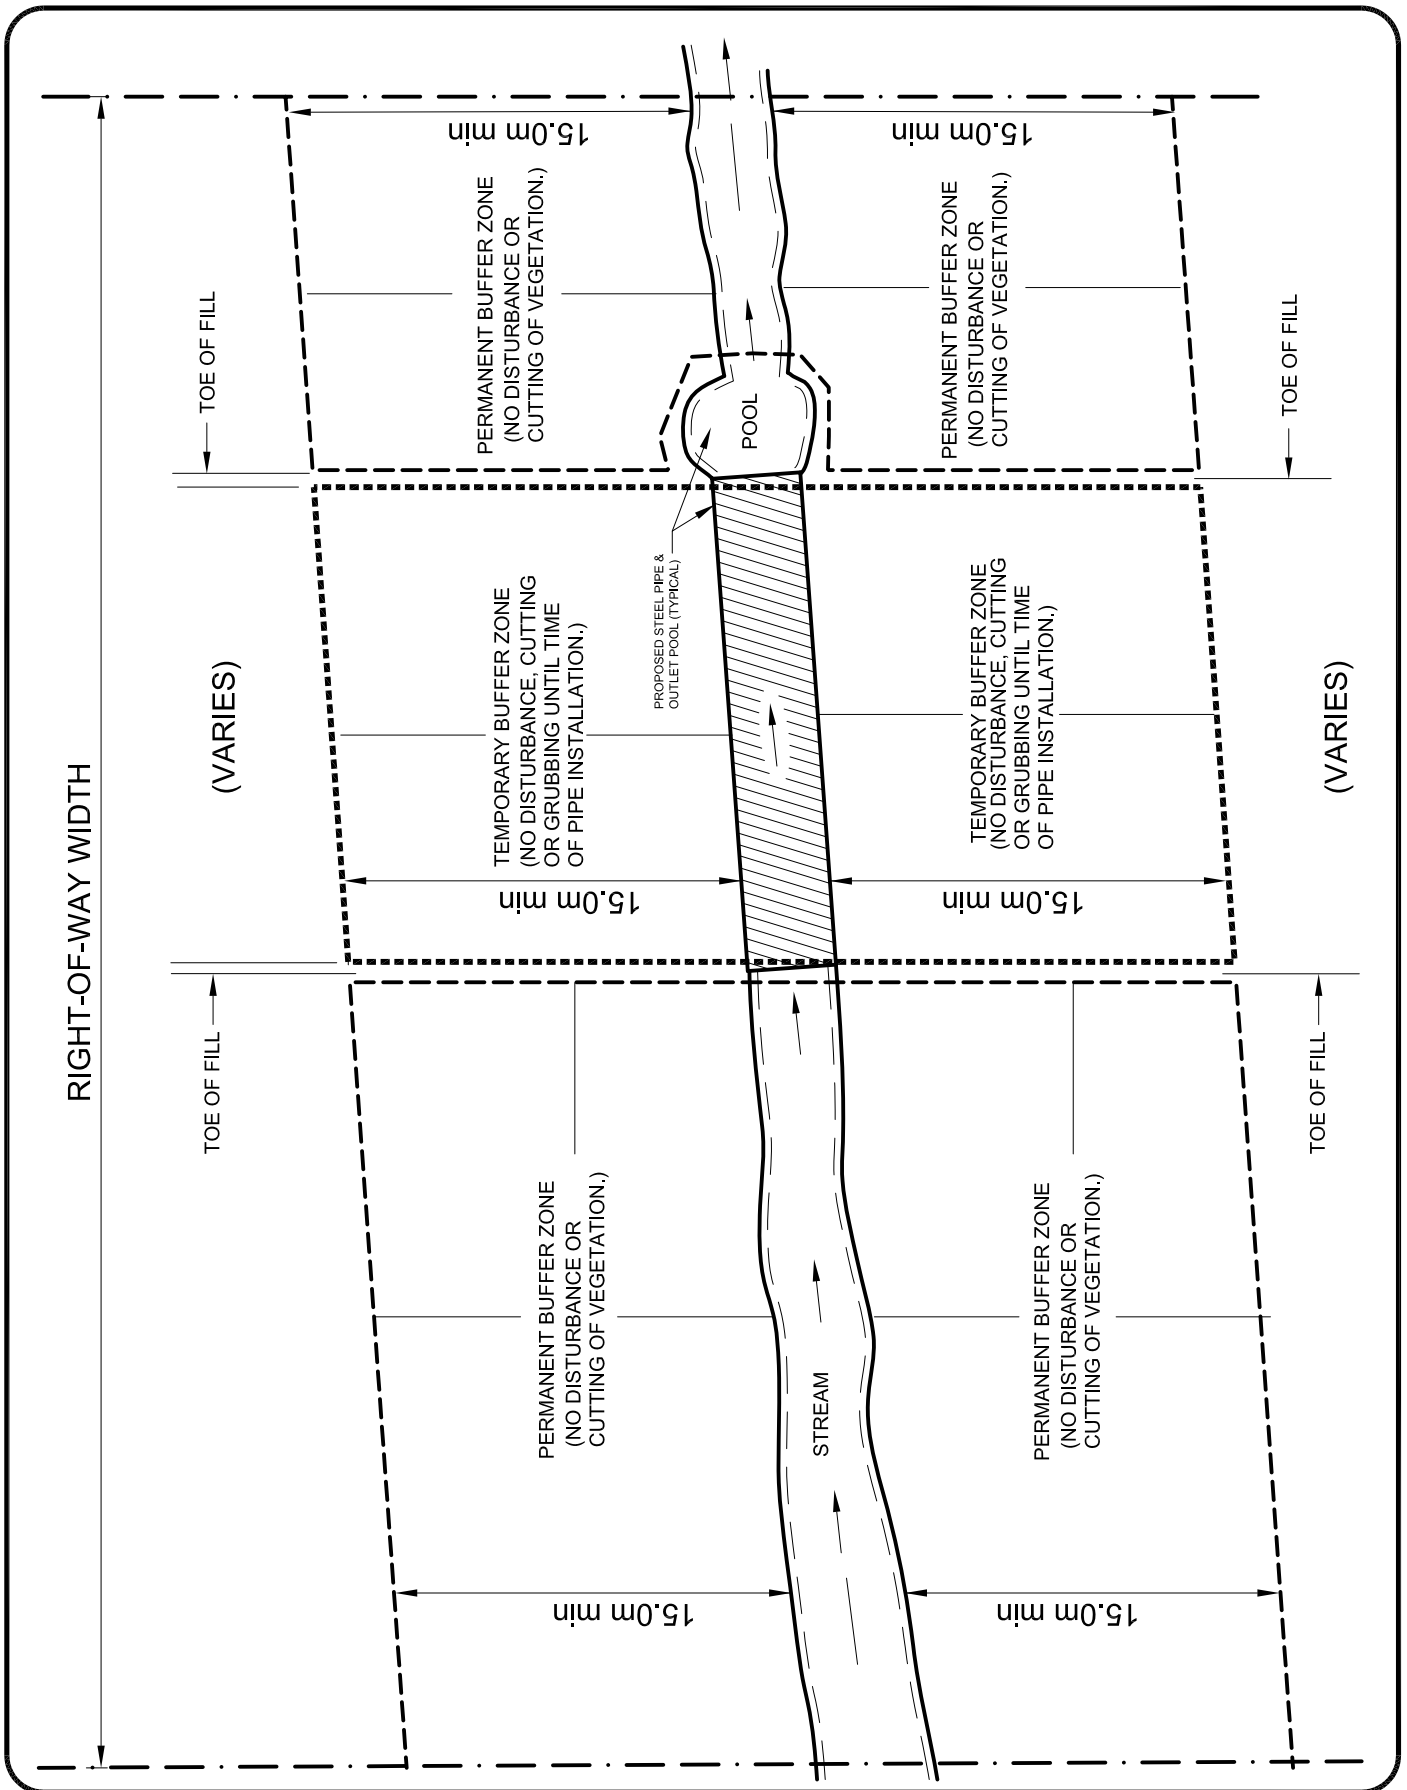 RIGHT-OF-WAY WIDTH
TOE OF FILL
(VARIES)
TOE OF FILL
15.0m min
PERMANENT BUFFER ZONE
(NO DISTURBANCE OR
CUTTING OF VEGETATION.)
15.0m min
TEMPORARY BUFFER ZONE
(NO DISTURBANCE, CUTTING
OR GRUBBING UNTIL TIME
OF PIPE INSTALLATION.)
PERMANENT BUFFER ZONE
(NO DISTURBANCE OR
CUTTING OF VEGETATION.)
15.0m min
PROPOSED STEEL PIPE &
OUTLET POOL (TYPICAL)
STREAM
POOL
15.0m min
PERMANENT BUFFER ZONE
(NO DISTURBANCE OR
CUTTING OF VEGETATION.)
15.0m min
TEMPORARY BUFFER ZONE
(NO DISTURBANCE, CUTTING
OR GRUBBING UNTIL TIME
OF PIPE INSTALLATION.)
PERMANENT BUFFER ZONE
(NO DISTURBANCE OR
CUTTING OF VEGETATION.)
15.0m min
TOE OF FILL
(VARIES)
TOE OF FILL